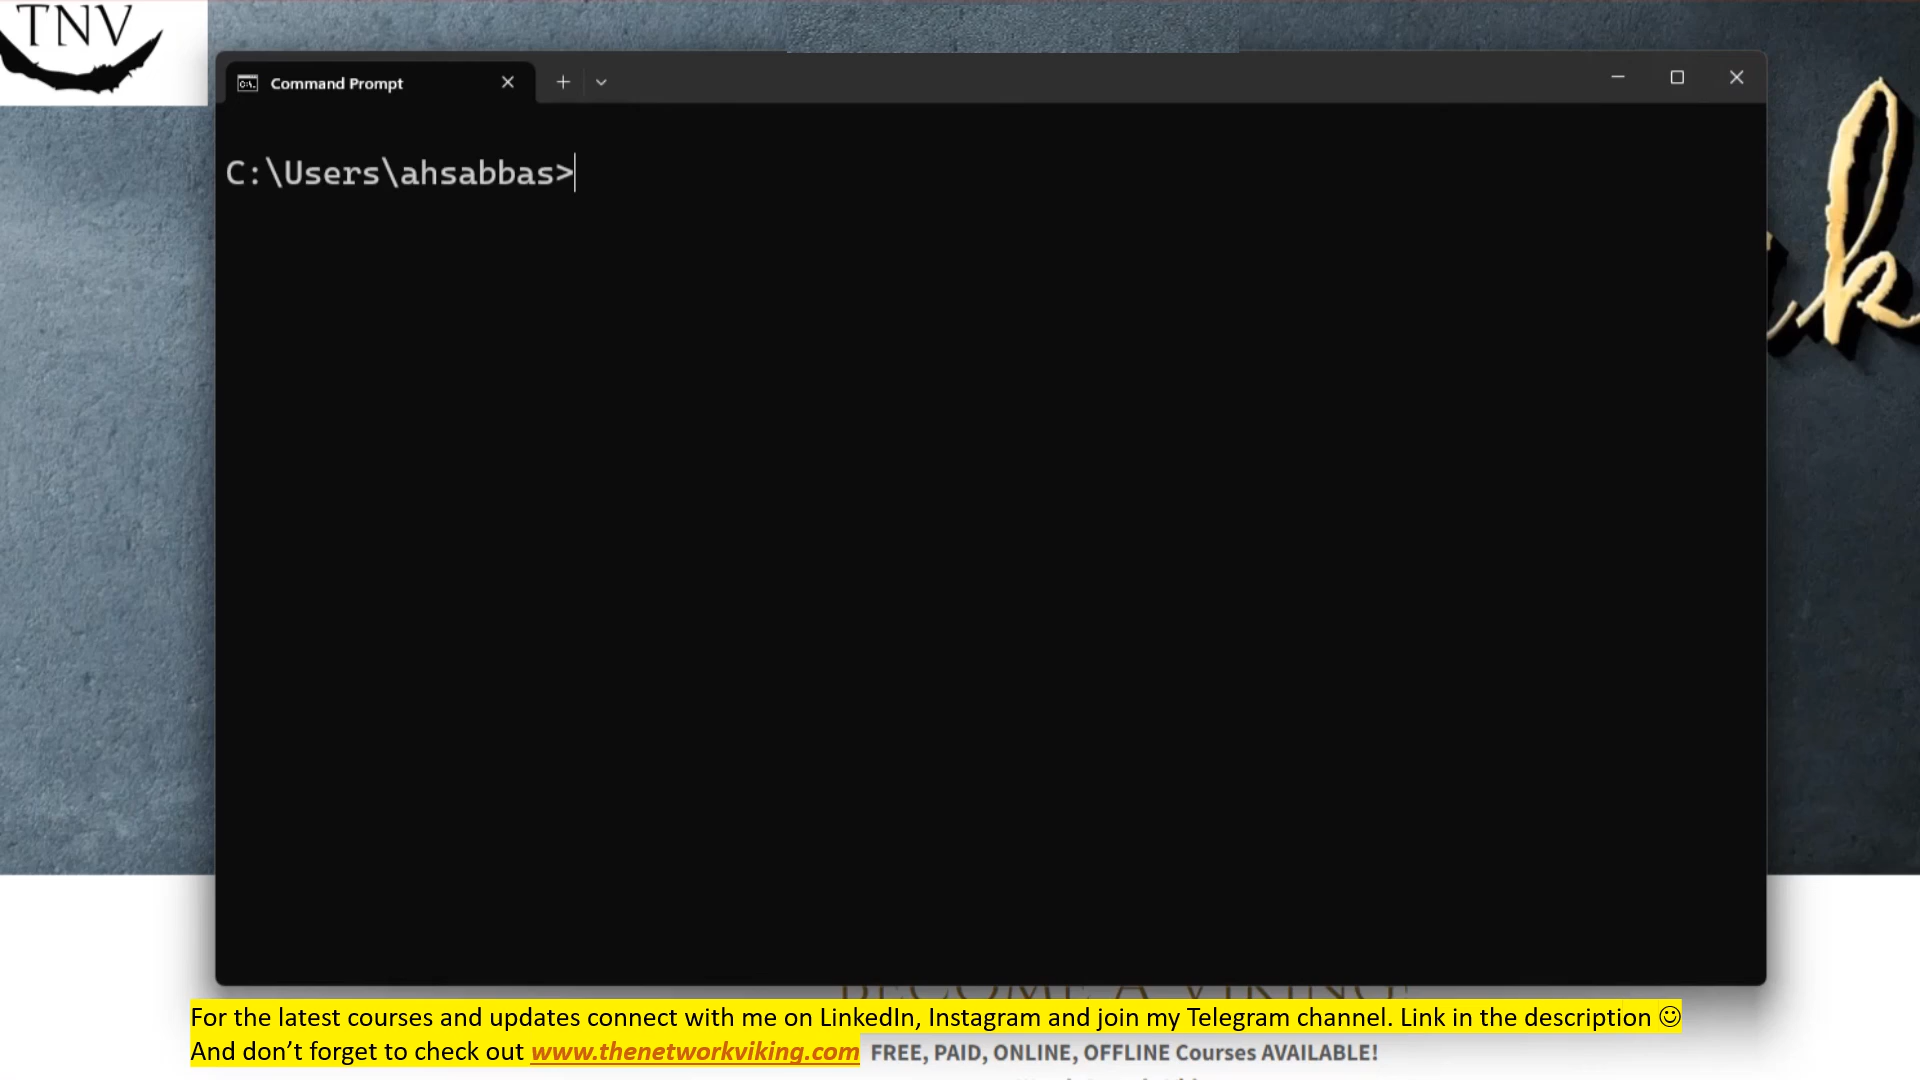 TNV
Command Prompt
C:\Users\ahsabbas>
k
BECOME A VIKING!
For the latest courses and updates connect with me on LinkedIn, Instagram and join my Telegram channel. Link in the description ☺
And don’t forget to check out www.thenetworkviking.com FREE, PAID, ONLINE, OFFLINE Courses AVAILABLE!